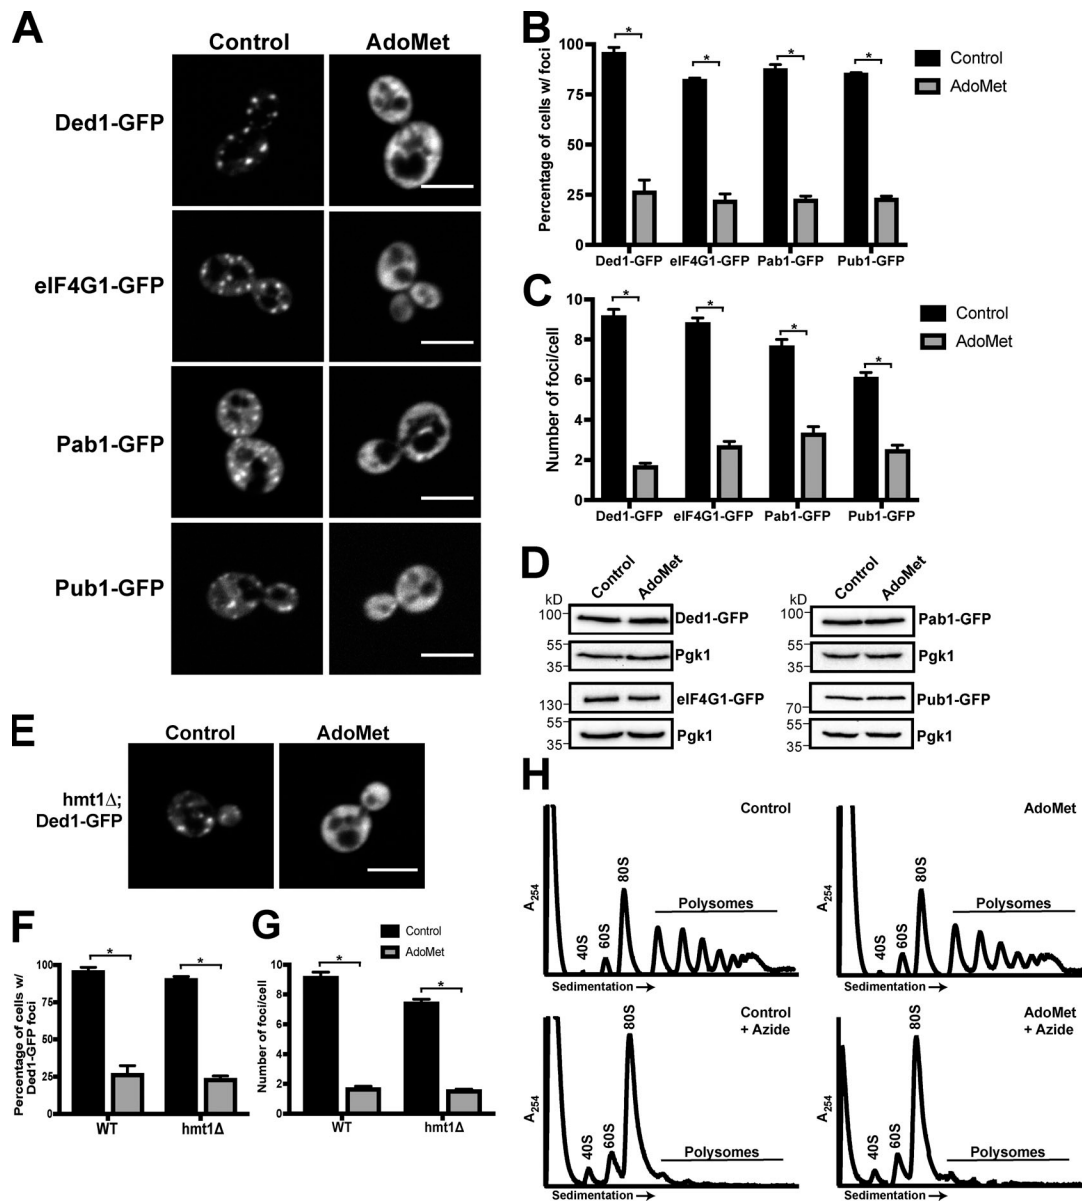 A
Control
AdoMet
Ded1-GFP
eIF4G1-GFP
Pab1-GFP
Pub1-GFP
B
Percentage of cells w/ foci
100
75
50
25
0
*
*
*
*
Ded1-GFP
eIF4G1-GFP
Pab1-GFP
Pub1-GFP
Control
AdoMet
C
Number of foci/cell
10
8
6
4
2
0
*
*
*
*
Ded1-GFP
eIF4G1-GFP
Pab1-GFP
Pub1-GFP
Control
AdoMet
D
Control
AdoMet
kD
100
Ded1-GFP
55
35
Pgk1
130
eIF4G1-GFP
55
35
Pgk1
Control
AdoMet
kD
100
Pab1-GFP
55
35
Pgk1
70
Pub1-GFP
55
35
Pgk1
E
Control
AdoMet
hmt1Δ;
Ded1-GFP
F
Percentage of cells w/
Ded1-GFP foci
100
75
50
25
0
*
*
WT
hmt1Δ
G
Control
AdoMet
Number of foci/cell
10
8
6
4
2
0
*
*
WT
hmt1Δ
H
Control
A254
40S
60S
80S
Polysomes
Sedimentation →
AdoMet
A254
40S
60S
80S
Polysomes
Sedimentation →
Control
+ Azide
A254
40S
60S
80S
Polysomes
Sedimentation →
AdoMet
+ Azide
A254
40S
60S
80S
Polysomes
Sedimentation →